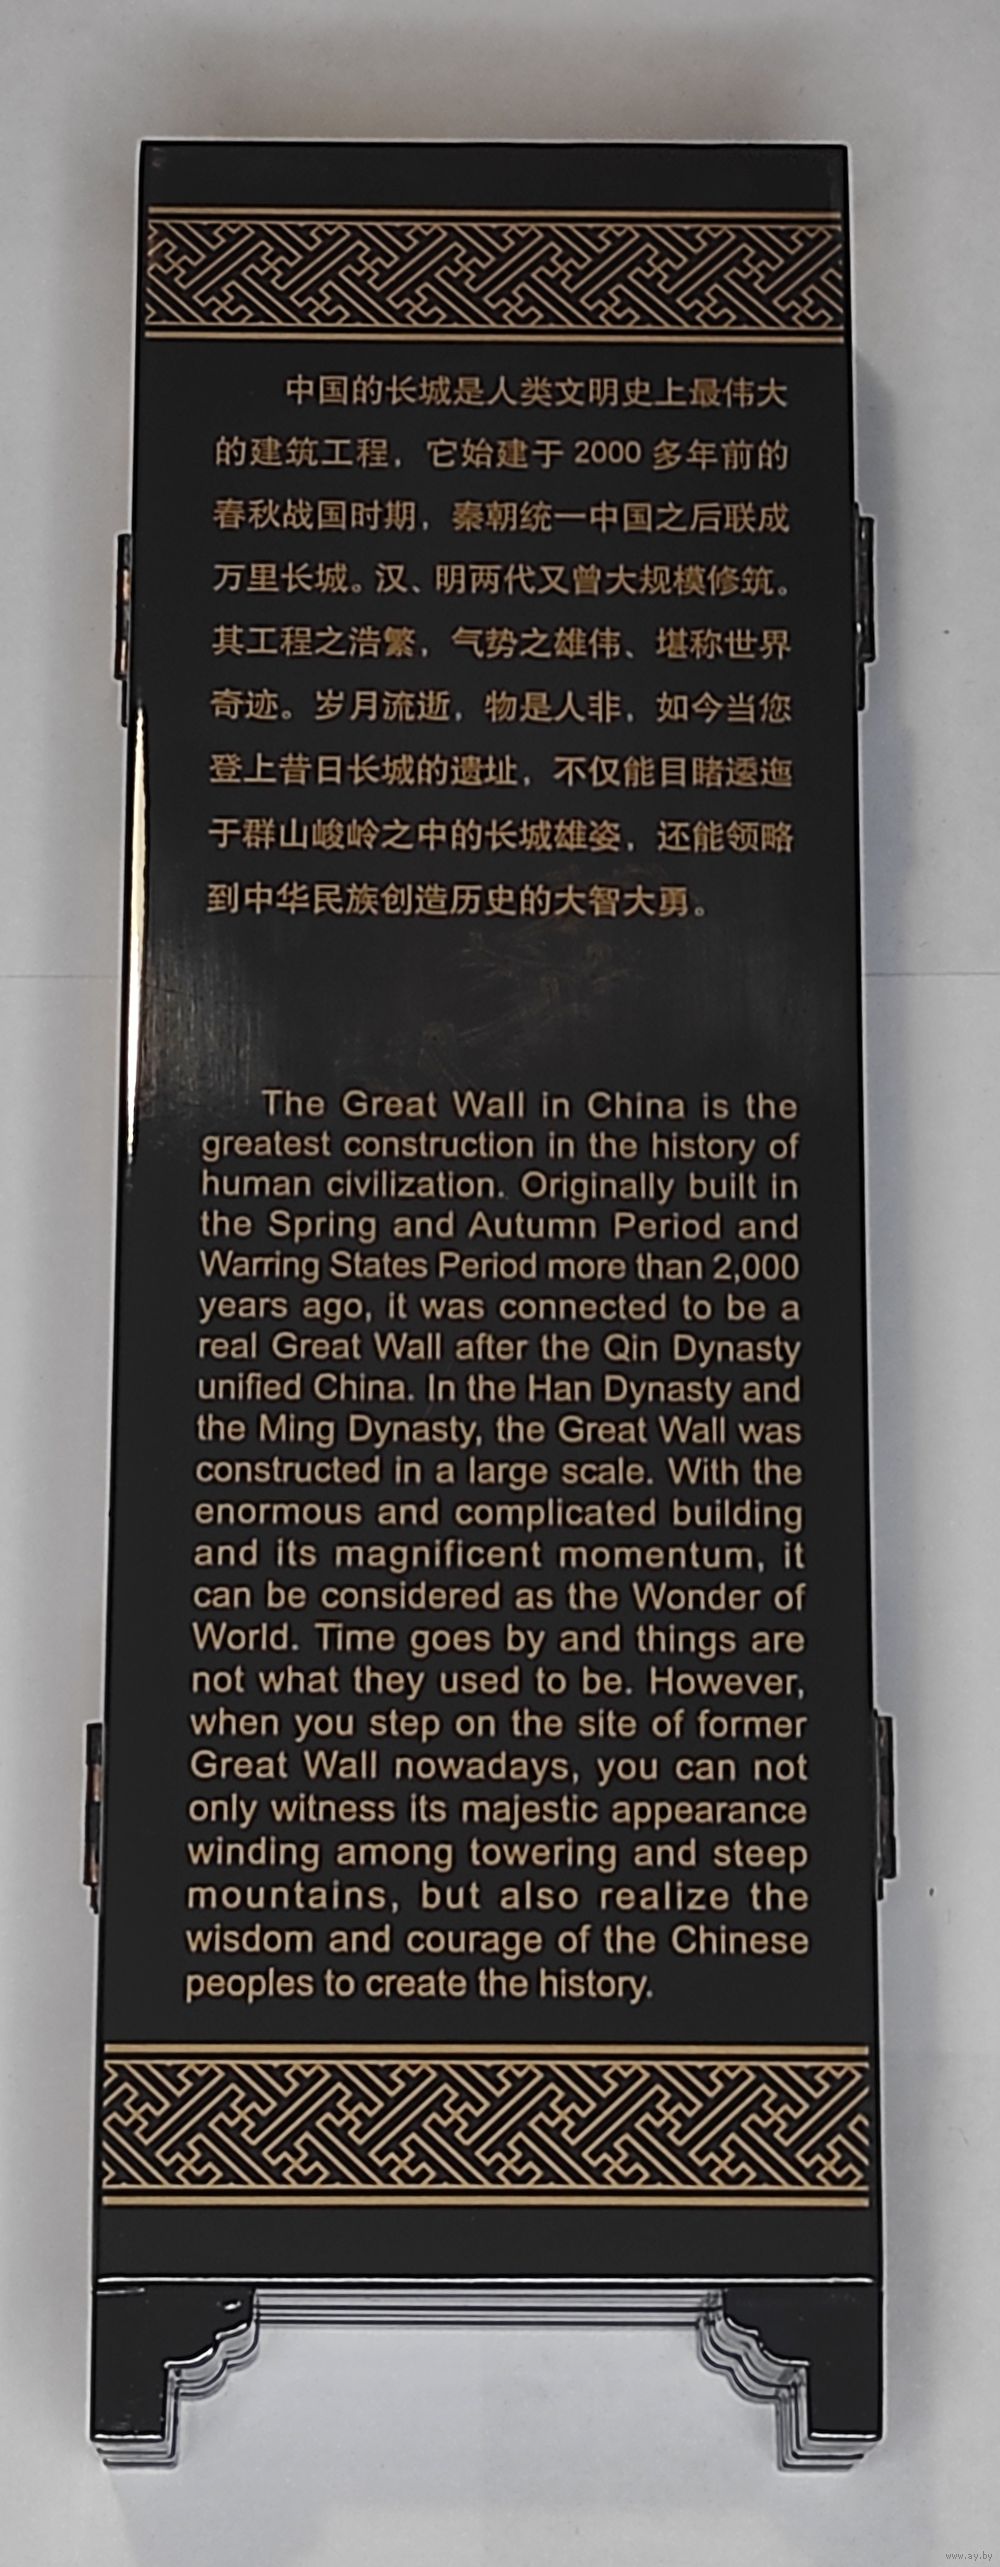 中国的长城是人类文明史上最伟大
的建筑工程，它始建于 2000 多年前的
春秋战国时期，秦朝统一中国之后联成
万里长城。汉、明两代又曾大规模修筑。
其工程之浩繁，气势之雄伟、堪称世界
奇迹。岁月流逝，物是人非，如今当您
登上昔日长城的遗址，不仅能目睹逶迤
于群山峻岭之中的长城雄姿，还能领略
到中华民族创造历史的大智大勇。
The Great Wall in China is the
greatest construction in the history of
human civilization. Originally built in
the Spring and Autumn Period and
Warring States Period more than 2,000
years ago, it was connected to be a
real Great Wall after the Qin Dynasty
unified China. In the Han Dynasty and
the Ming Dynasty, the Great Wall was
constructed in a large scale. With the
enormous and complicated building
and its magnificent momentum, it
can be considered as the Wonder of
World. Time goes by and things are
not what they used to be. However,
when you step on the site of former
Great Wall nowadays, you can not
only witness its majestic appearance
winding among towering and steep
mountains, but also realize the
wisdom and courage of the Chinese
peoples to create the history.
www.ay.by